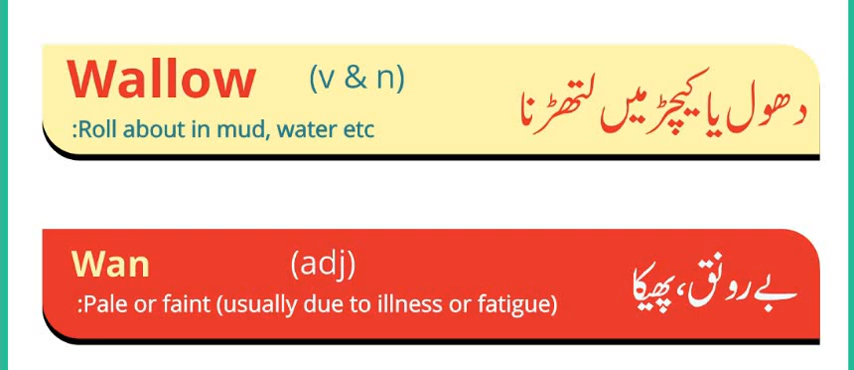 Wallow (v & n)
دھول یا کیچڑ میں لتھڑنا
:Roll about in mud, water etc
Wan (adj)
بے رونق، پھیکا
:Pale or faint (usually due to illness or fatigue)